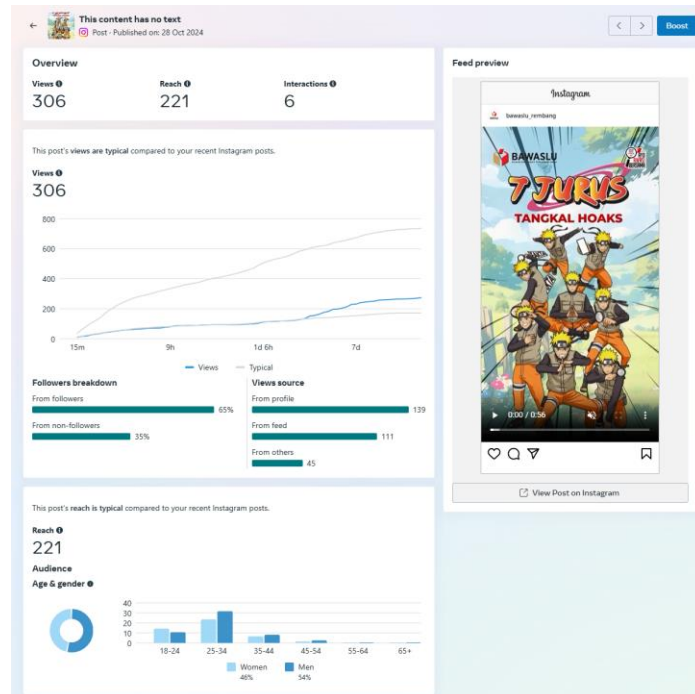 This content has no text
Post · Published on: 28 Oct 2024
Boost
Overview
Views
306
Reach
221
Interactions
6
This post's views are typical compared to your recent Instagram posts.
Views
306
800
600
400
200
0
15m 9h 1d 6h 7d
Views Typical
Followers breakdown
From followers
65%
From non-followers
35%
Views source
From profile
139
From feed
111
From others
45
This post's reach is typical compared to your recent Instagram posts.
Reach
221
Audience
Age & gender
40
30
20
10
0
18-24 25-34 35-44 45-54 55-64 65+
Women Men
46% 54%
Feed preview
Instagram
bawaslu_rembang
BAWASLU
7 JURUS
TANGKAL HOAKS
0:00 / 0:56
View Post on Instagram